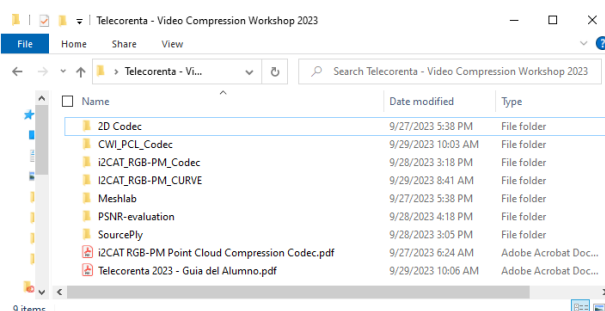 Telecorenta - Video Compression Workshop 2023
File Home Share View
Telecorenta - Vi... Search Telecorenta - Video Compression Workshop 2023
Name Date modified Type
2D Codec 9/27/2023 5:38 PM File folder
CWI_PCL_Codec 9/29/2023 10:03 AM File folder
i2CAT_RGB-PM_Codec 9/28/2023 3:18 PM File folder
I2CAT_RGB-PM_CURVE 9/29/2023 8:41 AM File folder
Meshlab 9/27/2023 5:38 PM File folder
PSNR-evaluation 9/28/2023 4:18 PM File folder
SourcePly 9/28/2023 3:05 PM File folder
i2CAT RGB-PM Point Cloud Compression Codec.pdf 9/27/2023 6:24 AM Adobe Acrobat Doc...
Telecorenta 2023 - Guia del Alumno.pdf 9/29/2023 10:06 AM Adobe Acrobat Doc...
9 items